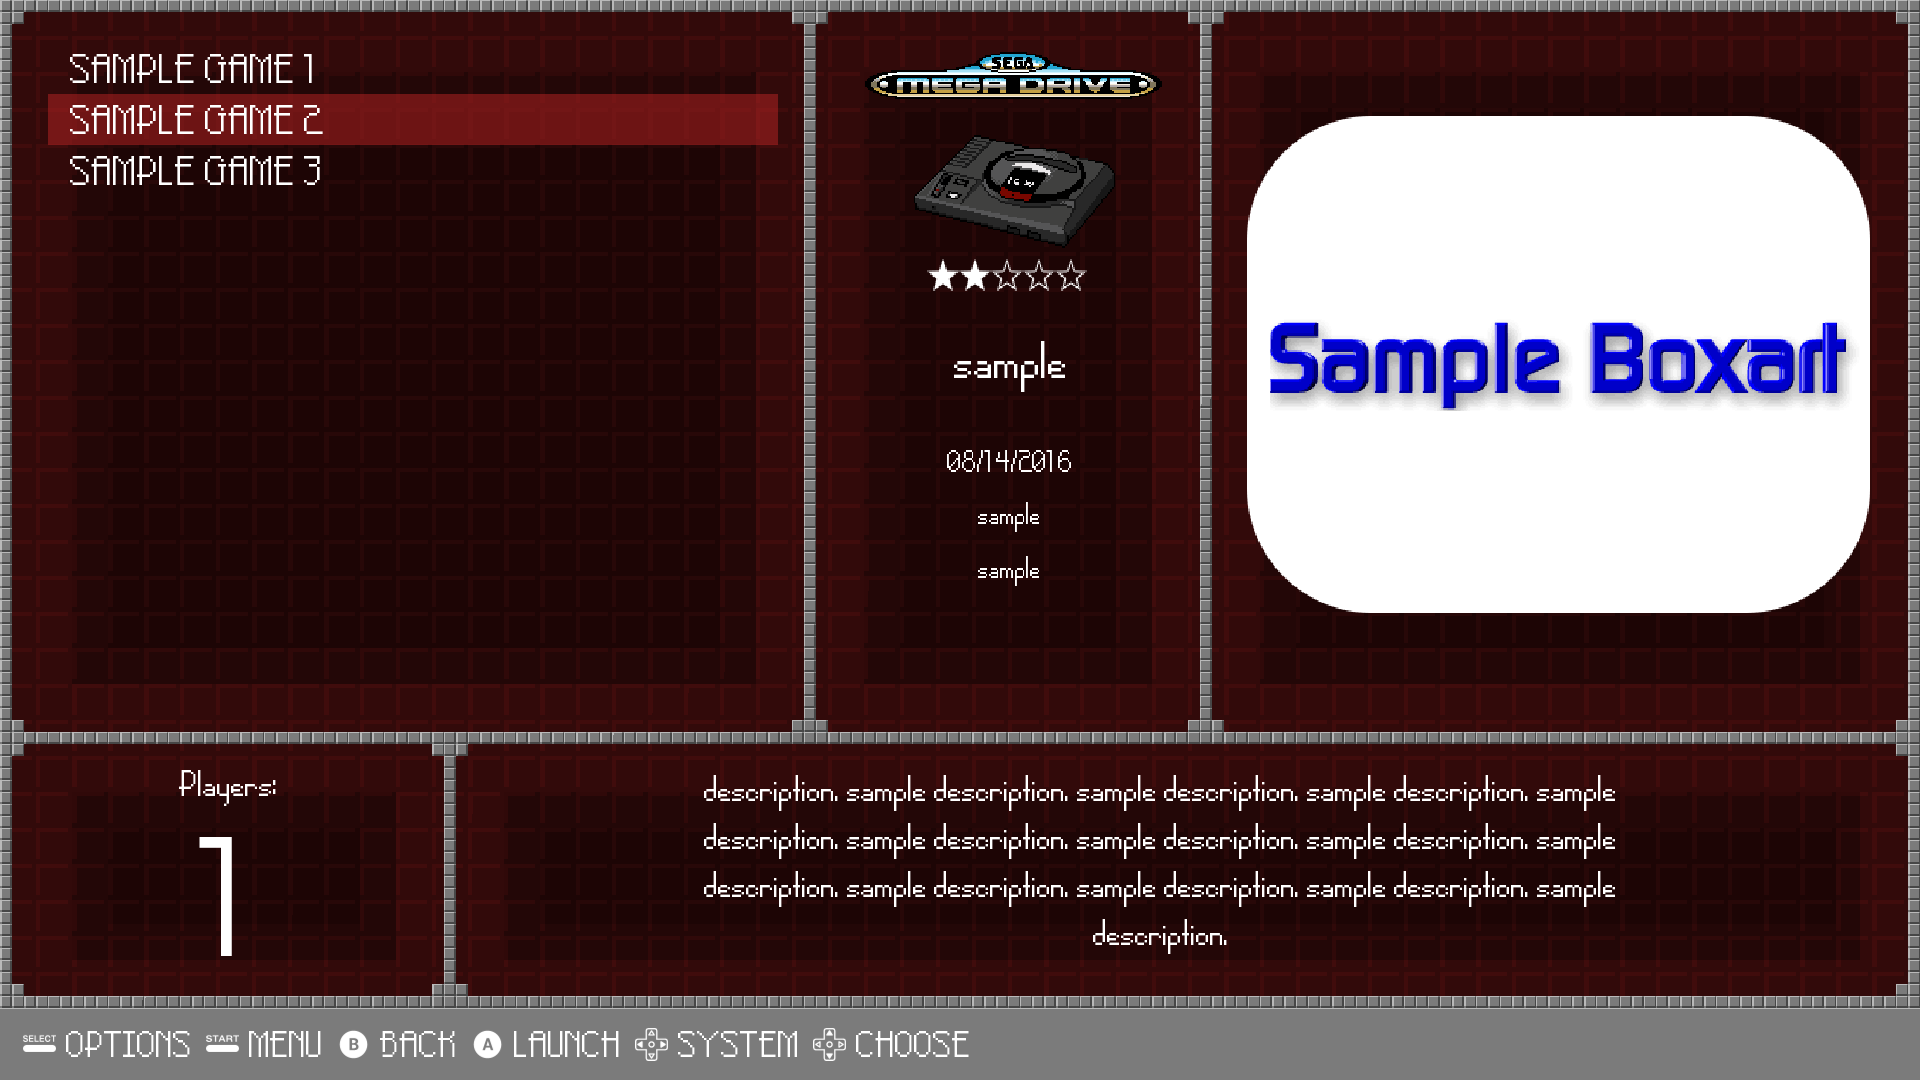 SAMPLE GAME 1
SAMPLE GAME 2
SAMPLE GAME 3
SEGA
MEGA DRIVE
sample
08/14/2016
sample
sample
Sample Boxart
Players:
1
description. sample description. sample description. sample description. sample
description. sample description. sample description. sample description. sample
description. sample description. sample description. sample description. sample
description.
SELECT OPTIONS START MENU B BACK A LAUNCH SYSTEM CHOOSE